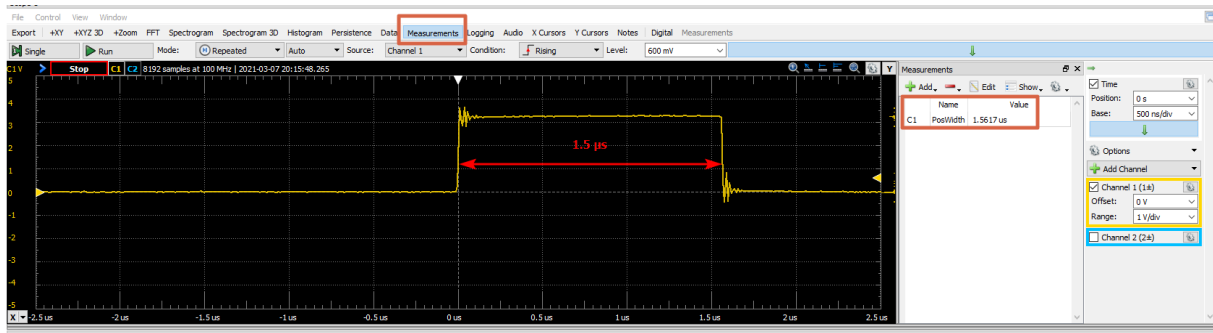 File Control View Window
Export +XY +XYZ 3D +Zoom FFT Spectrogram Spectrogram 3D Histogram Persistence Data Measurements Logging Audio X Cursors Y Cursors Notes Digital Measurements
Single Run Mode: Repeated Auto Source: Channel 1 Condition: Rising Level: 600 mV
C1 V Stop C1 C2 8192 samples at 100 MHz | 2021-03-07 20:15:48.265 Y
5
4
3
2
1
0
-1
-2
-3
-4
-5
1.5 µs
X -2.5 us -2 us -1.5 us -1 us -0.5 us 0 us 0.5 us 1 us 1.5 us 2 us 2.5 us
Measurements
Add Edit Show
Name Value
C1 PosWidth 1.5617 us
Time
Position: 0 s
Base: 500 ns/div
Options
Add Channel
Channel 1 (1±)
Offset: 0 V
Range: 1 V/div
Channel 2 (2±)